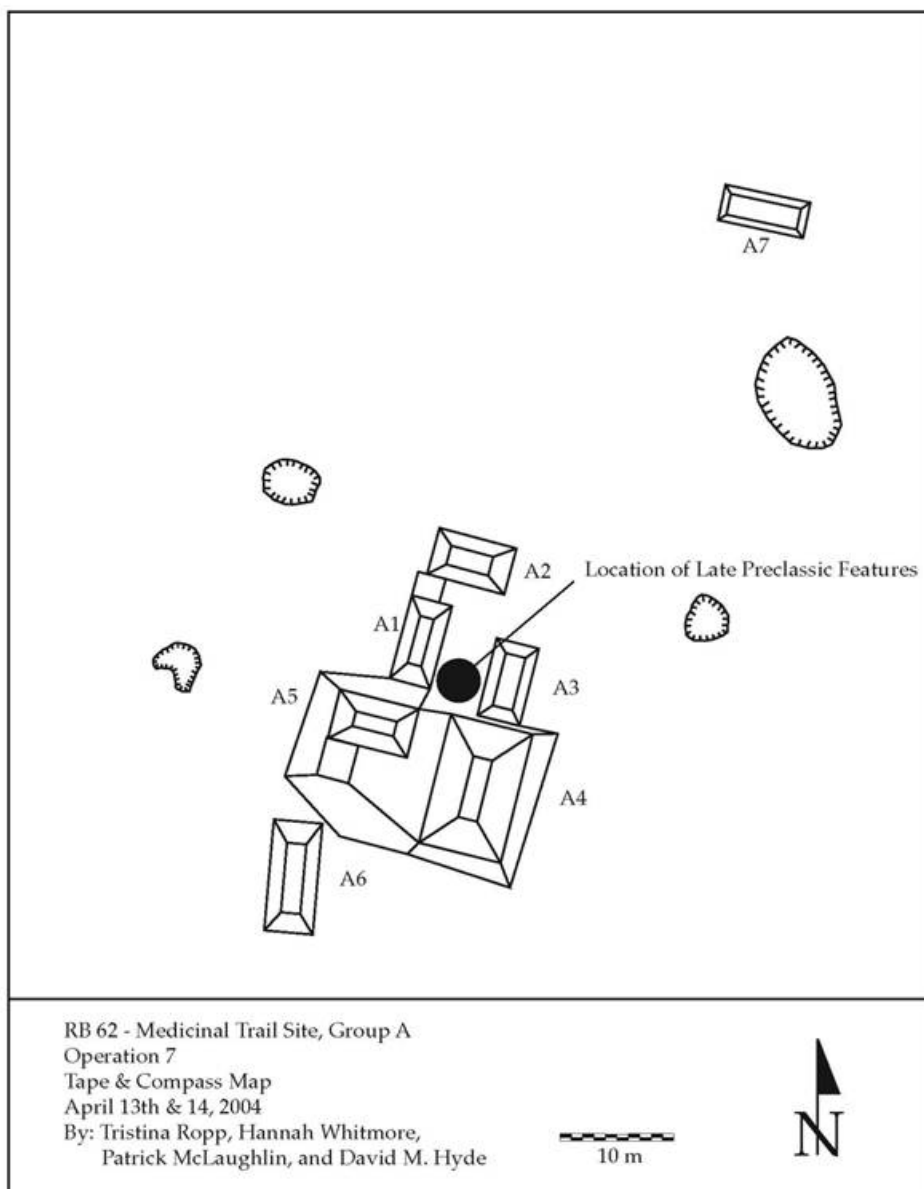 A7
A2
Location of Late Preclassic Features
A1
A3
A5
A4
A6
RB 62 - Medicinal Trail Site, Group A
Operation 7
Tape & Compass Map
April 13th & 14, 2004
By: Tristina Ropp, Hannah Whitmore,
Patrick McLaughlin, and David M. Hyde
10 m
N